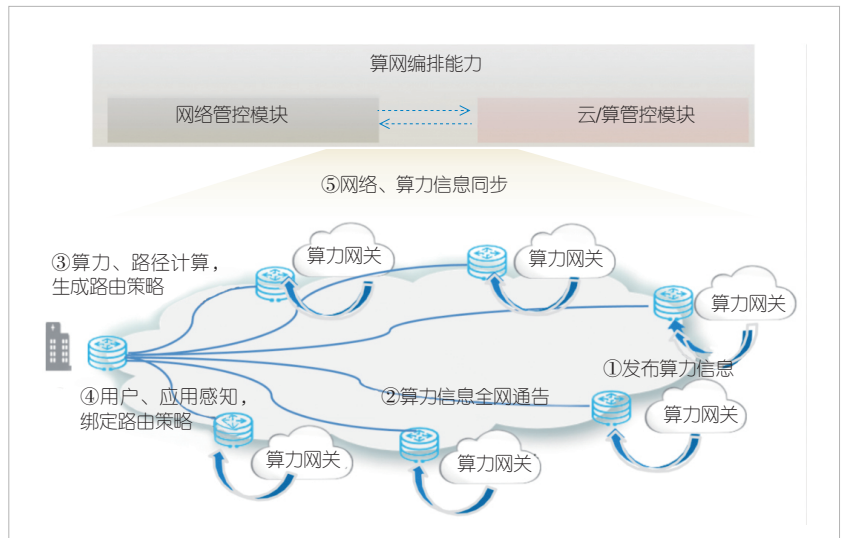 算网编排能力
网络管控模块
云/算管控模块
⑤网络、算力信息同步
③算力、路径计算，
生成路由策略
算力网关
算力网关
算力网关
①发布算力信息
④用户、应用感知，
绑定路由策略
②算力信息全网通告
算力网关
算力网关
算力网关